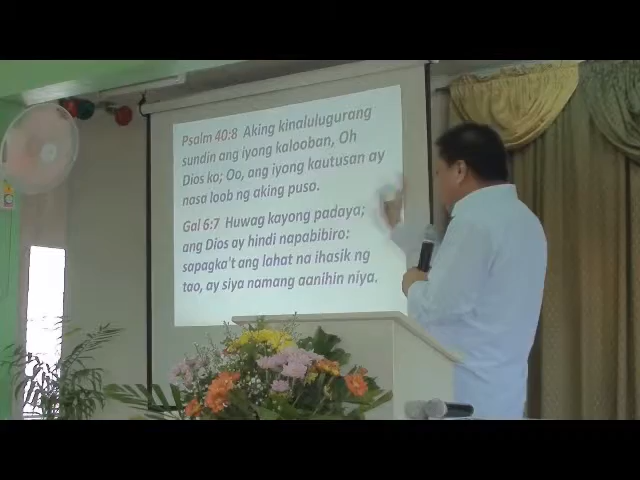 Psalm 40:8 Aking kinalulugurang
sundin ang iyong kalooban, Oh
Dios ko; Oo, ang iyong kautusan ay
nasa loob ng aking puso.
Gal 6:7 Huwag kayong padaya;
ang Dios ay hindi napabibiro:
sapagka't ang lahat na ihasik ng
tao, ay siya namang aanihin niya.